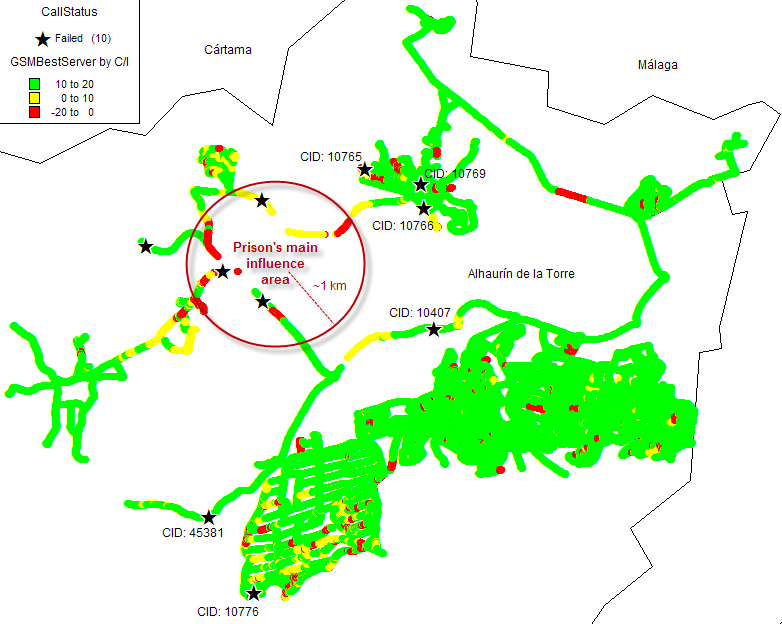 CallStatus
Failed (10)
GSMBestServer by C/I
10 to 20
0 to 10
-20 to 0
Cártama
Málaga
CID: 10765
CID: 10769
CID: 10766
Prison's main
influence
area
~1 km
Alhaurín de la Torre
CID: 10407
CID: 45381
CID: 10776